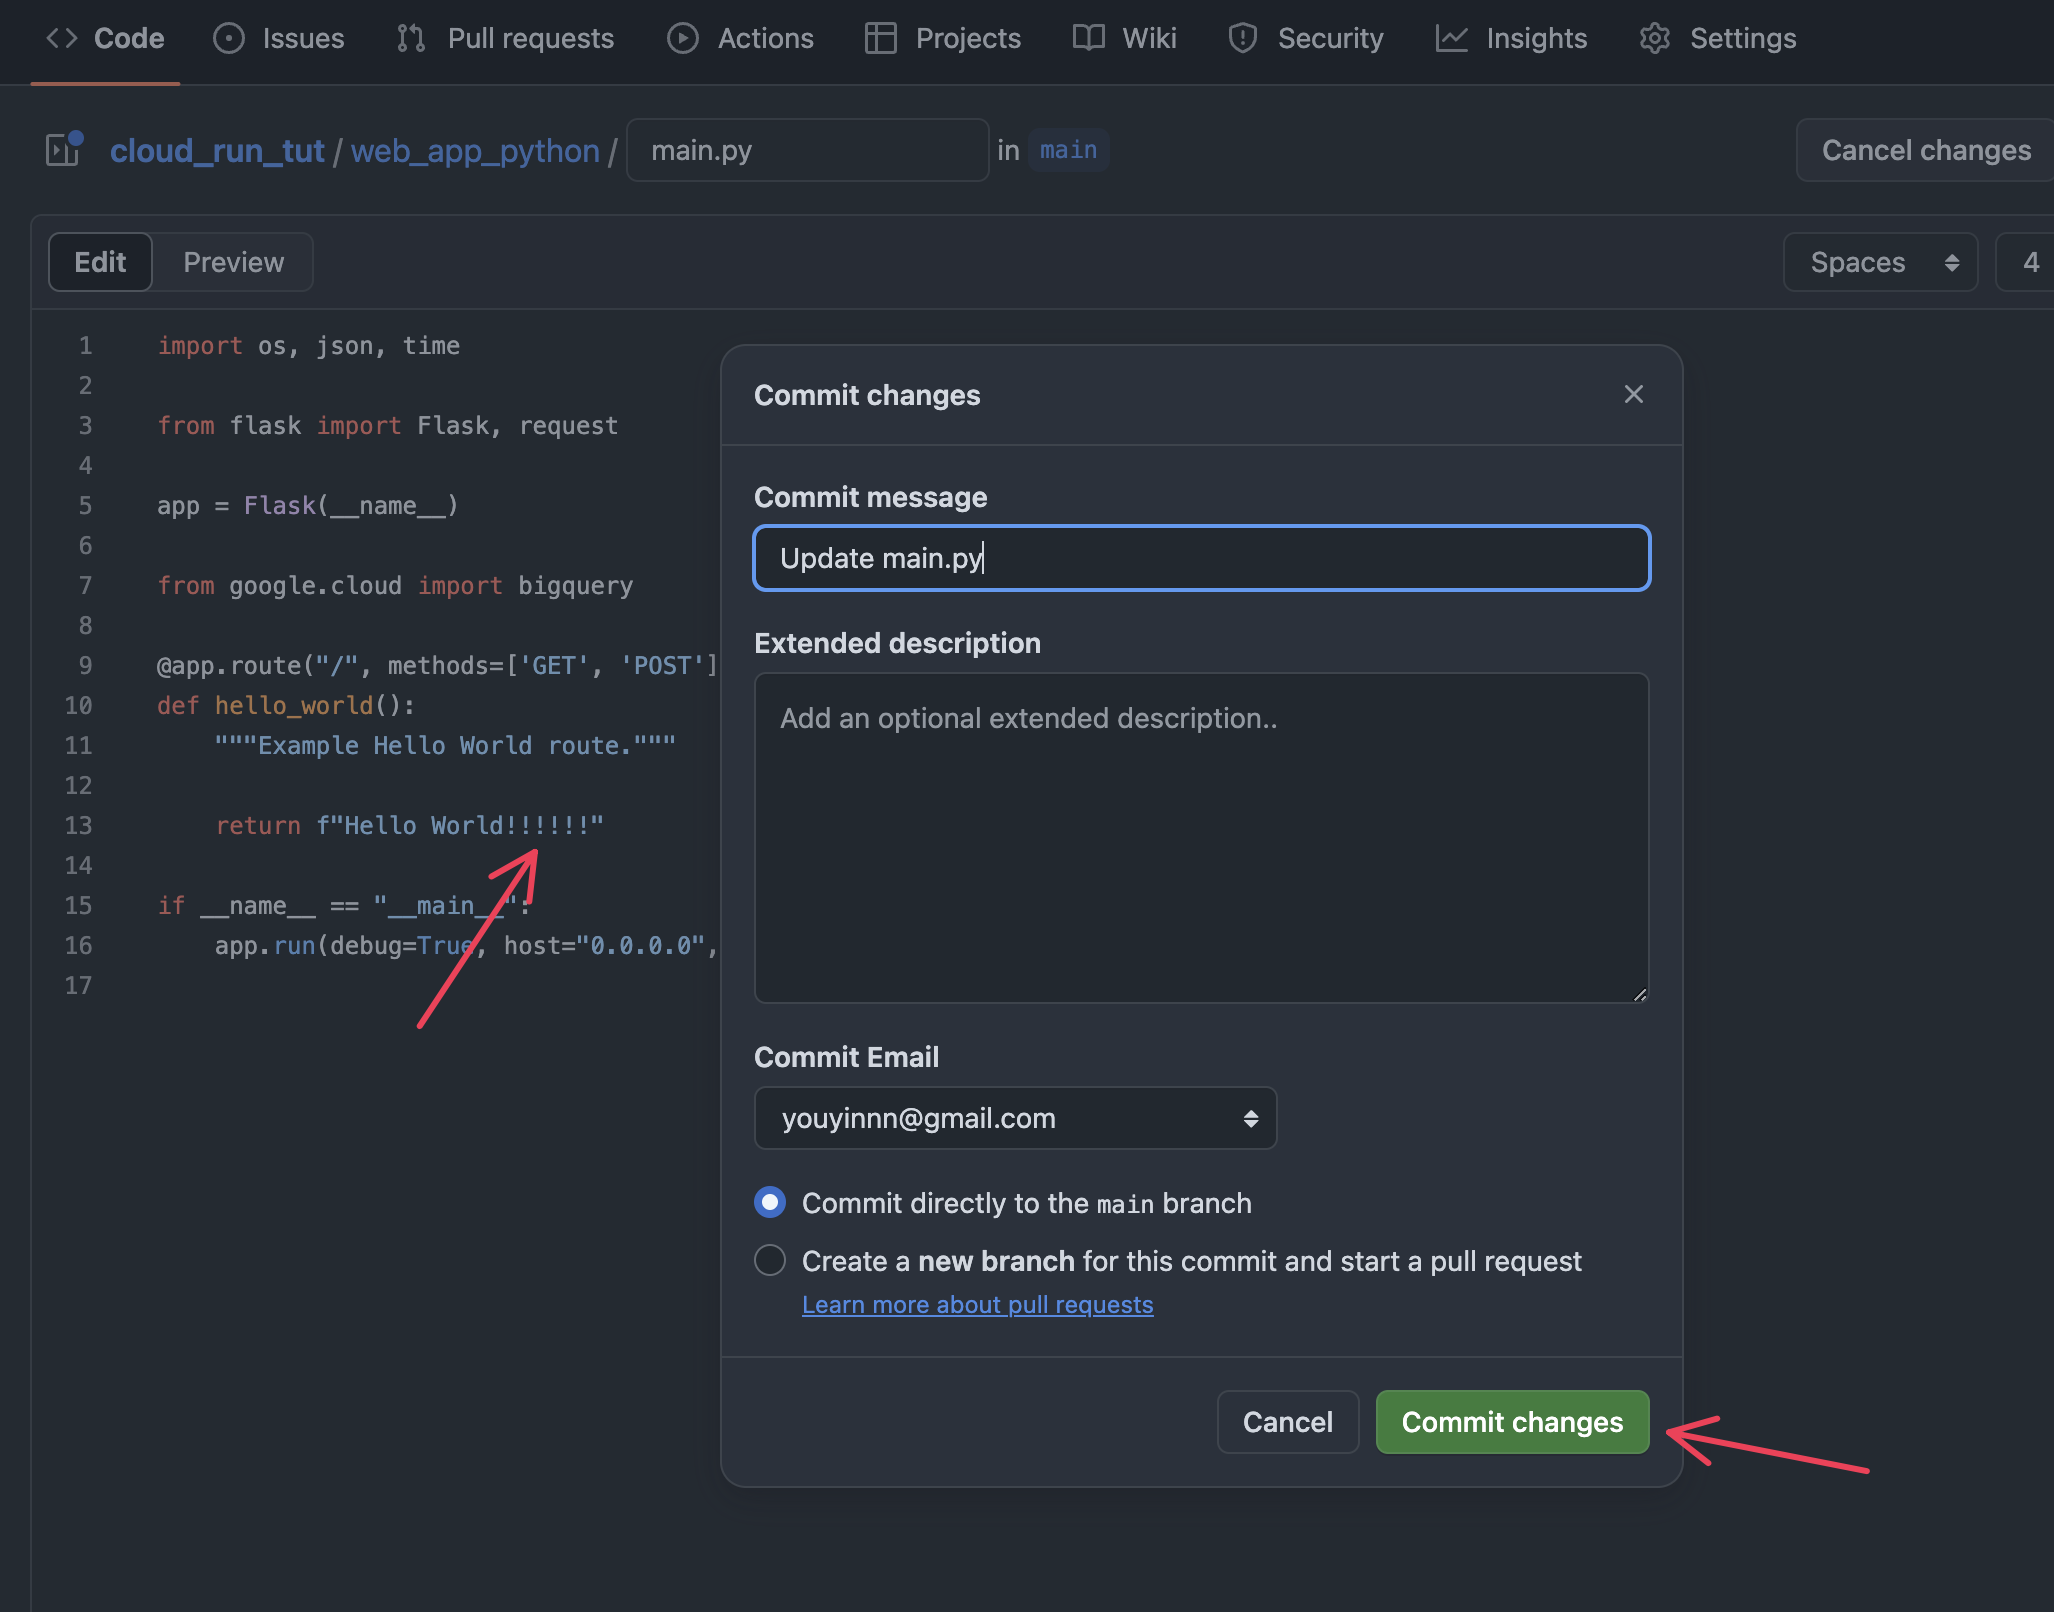 Code Issues Pull requests Actions Projects Wiki Security Insights Settings
cloud_run_tut / web_app_python / main.py in main Cancel changes
Edit Preview Spaces 4
1 import os, json, time
2
3 from flask import Flask, request
4
5 app = Flask(__name__)
6
7 from google.cloud import bigquery
8
9 @app.route("/", methods=['GET', 'POST']
10 def hello_world():
11 """Example Hello World route."""
12
13 return f"Hello World!!!!!!"
14
15 if __name__ == "__main__":
16 app.run(debug=True, host="0.0.0.0",
17
Commit changes
Commit message
Update main.py
Extended description
Add an optional extended description..
Commit Email
youyinnn@gmail.com
Commit directly to the main branch
Create a new branch for this commit and start a pull request
Learn more about pull requests
Cancel Commit changes